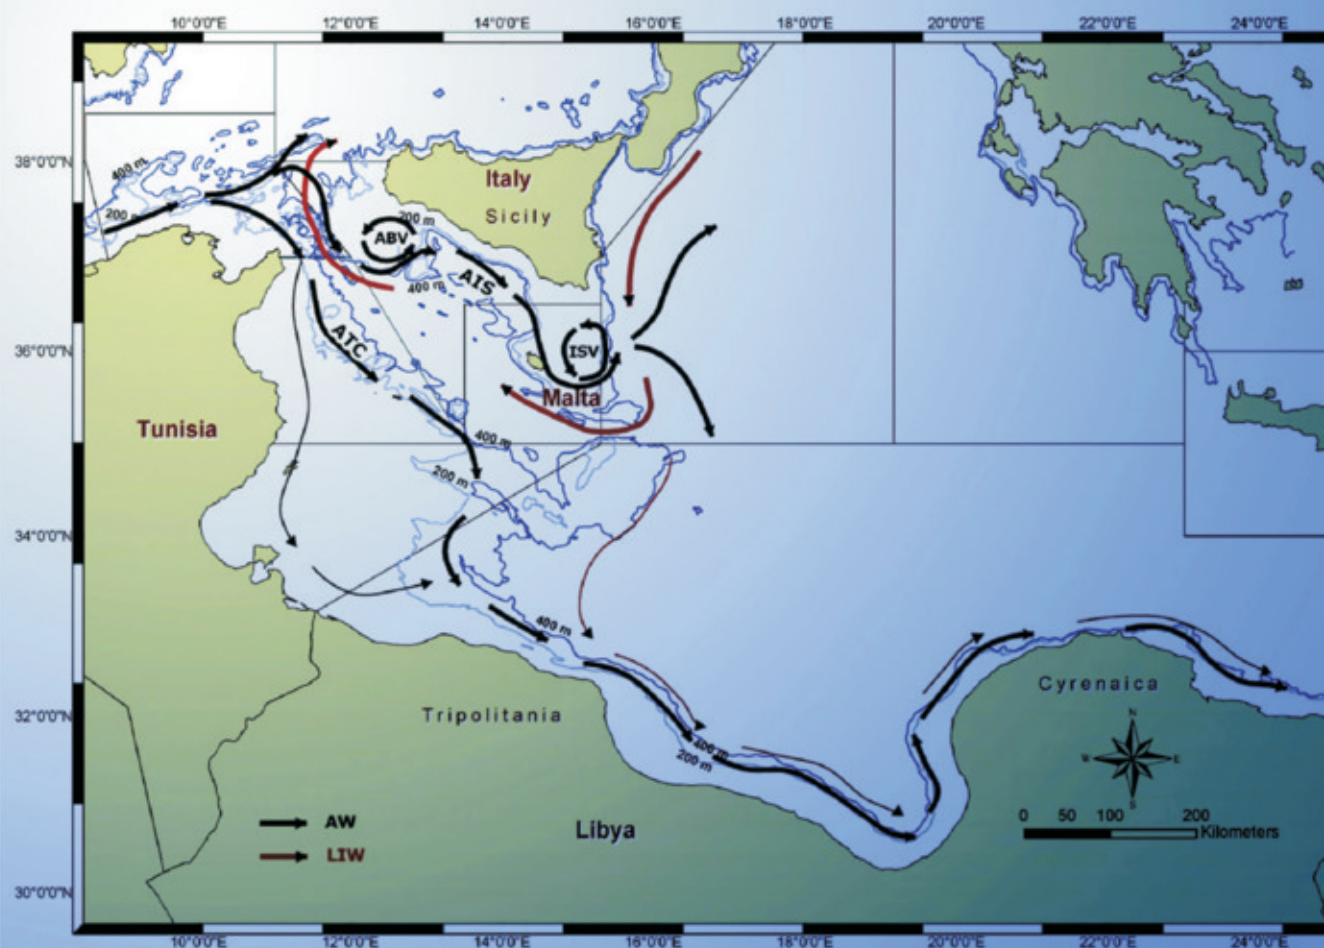 10°0'0"E 12°0'0"E 14°0'0"E 16°0'0"E 18°0'0"E 20°0'0"E 22°0'0"E 24°0'0"E
38°0'0"N
400 m.
200 m
Italy
Sicily
200 m
ABV
400 m
AIS
ATC
36°0'0"N
ISV
Malta
Tunisia
400 m
200 m
34°0'0"N
400 m
Cyrenaica
32°0'0"N
Tripolitania
N
400 m
200 m
W E
S
0 50 100 200
Kilometers
AW
Libya
LIW
30°0'0"N
10°0'0"E 12°0'0"E 14°0'0"E 16°0'0"E 18°0'0"E 20°0'0"E 22°0'0"E 24°0'0"E